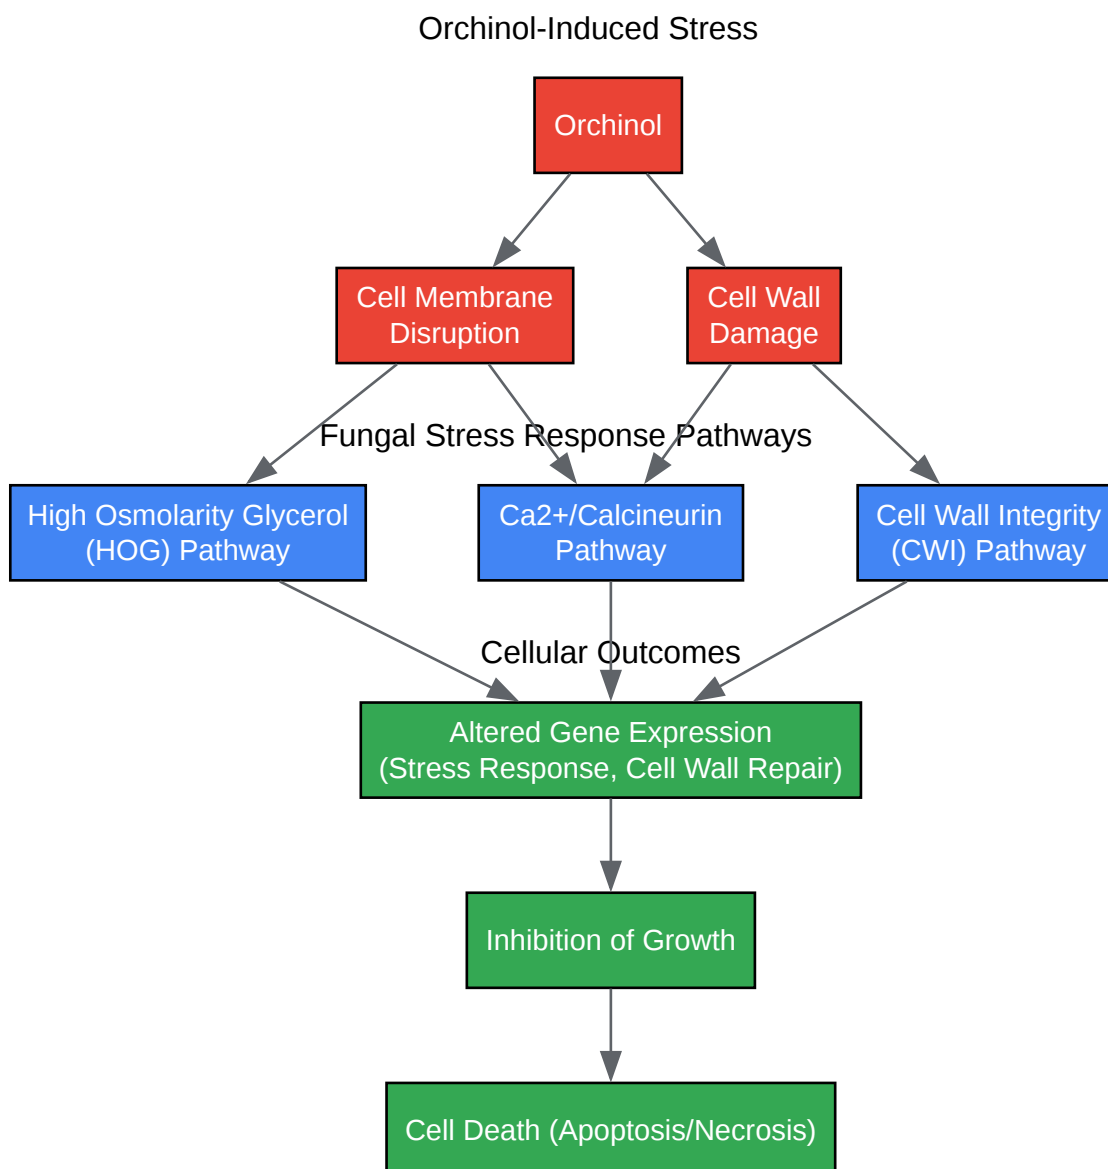 Orchinol-Induced Stress
Orchinol
Cell Membrane
Disruption
Cell Wall
Damage
Fungal Stress Response Pathways
High Osmolarity Glycerol
(HOG) Pathway
Ca2+/Calcineurin
Pathway
Cell Wall Integrity
(CWI) Pathway
Cellular Outcomes
Altered Gene Expression
(Stress Response, Cell Wall Repair)
Inhibition of Growth
Cell Death (Apoptosis/Necrosis)